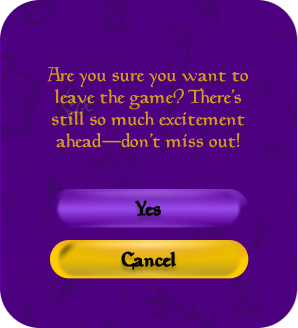 Are you sure you want to
leave the game? There's
still so much excitement
ahead—don't miss out!
Yes
Cancel